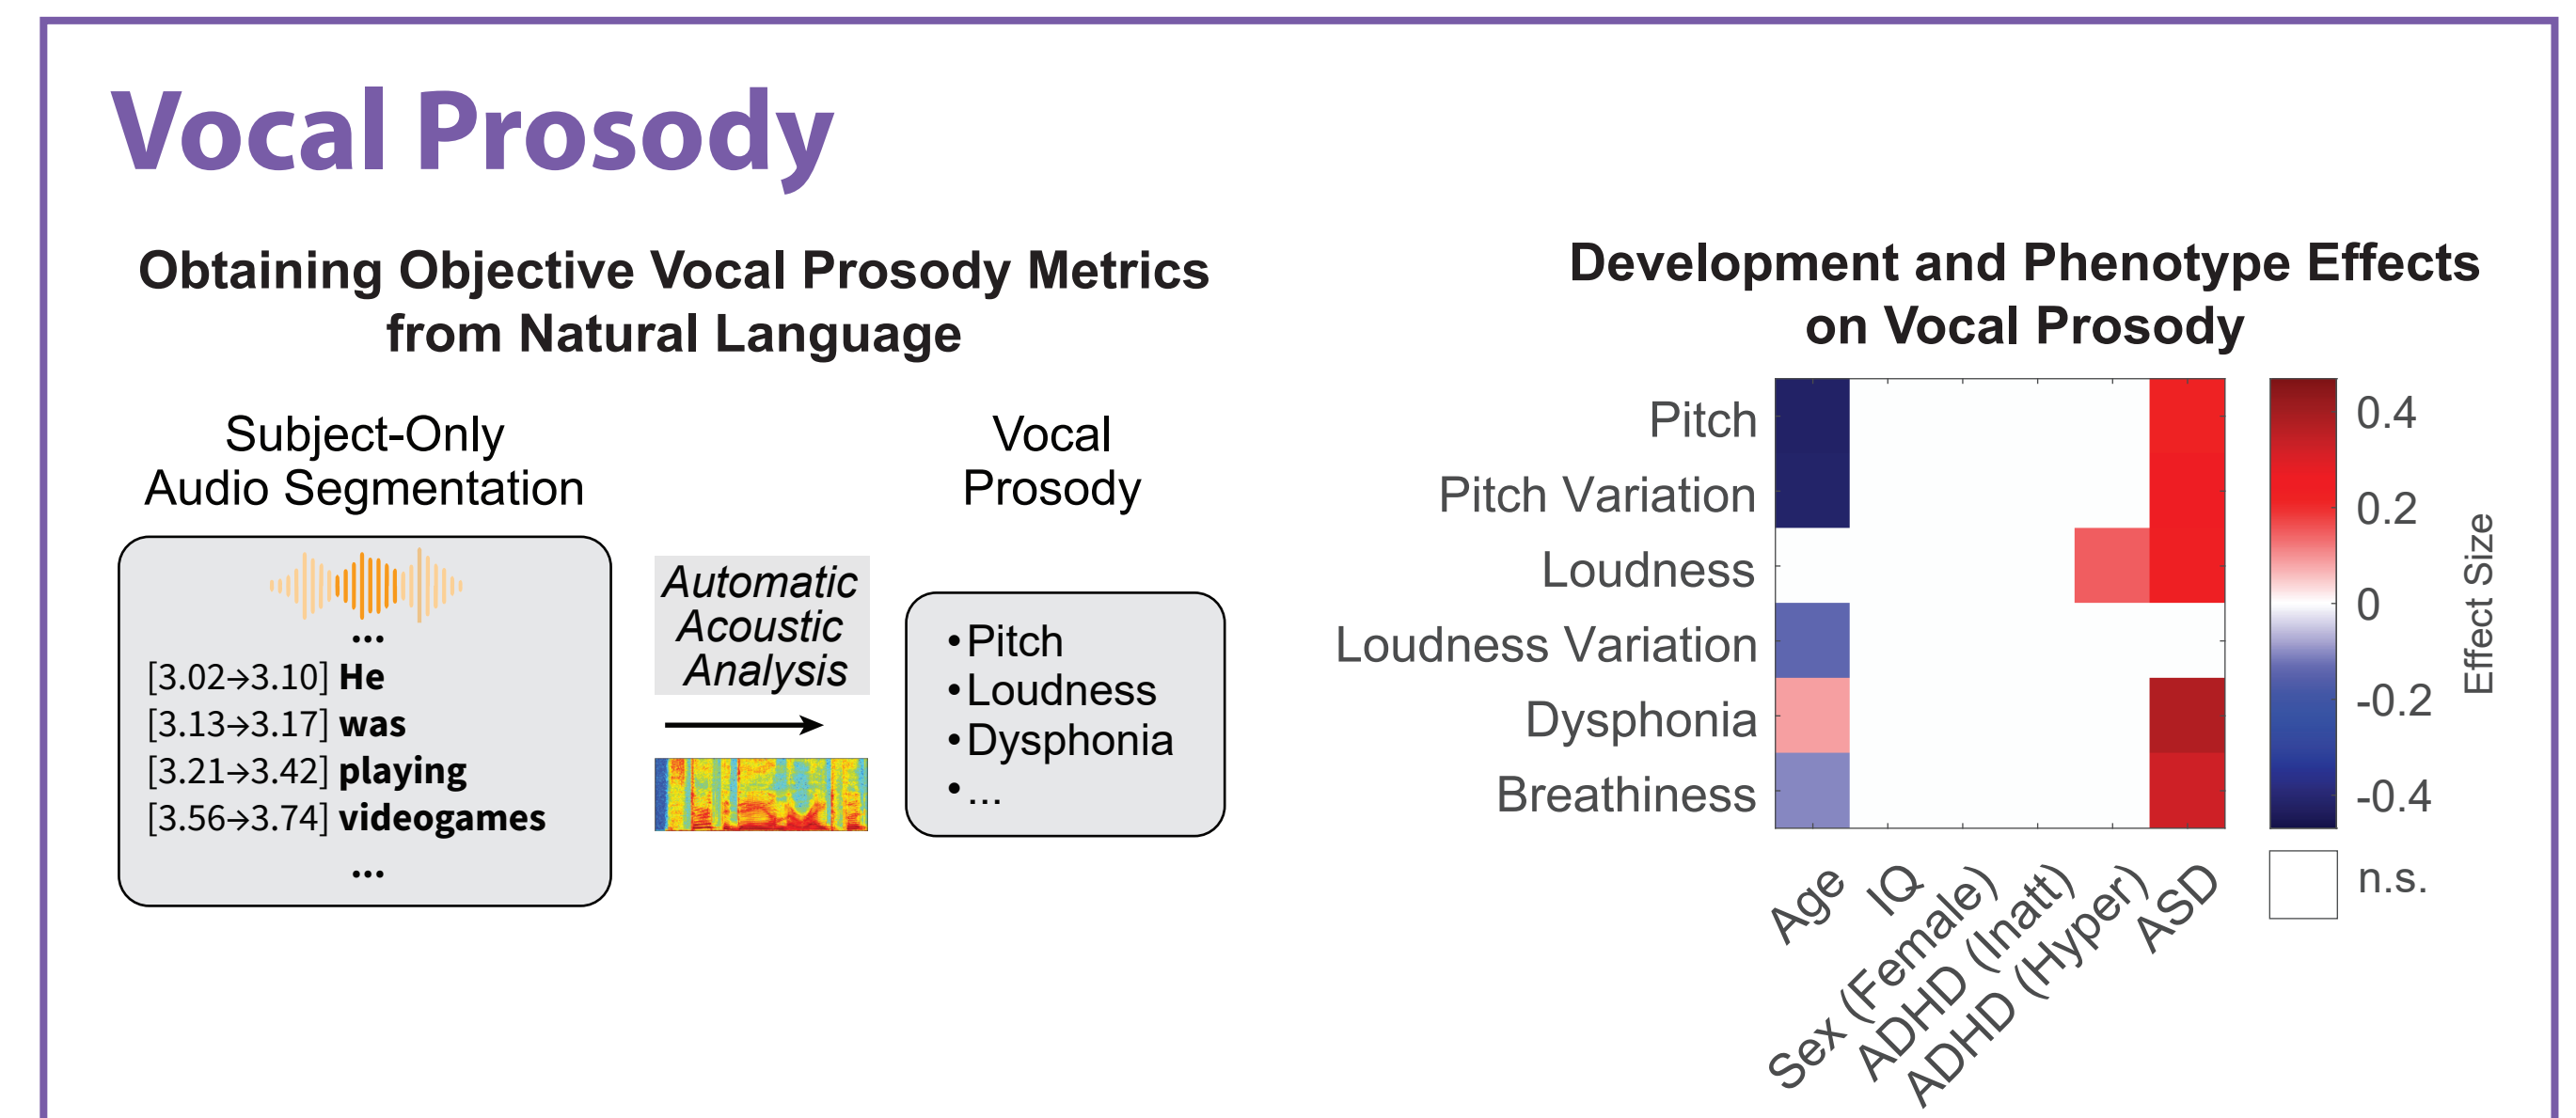 Vocal Prosody
Obtaining Objective Vocal Prosody Metrics
from Natural Language
Subject-Only
Audio Segmentation
...
[3.02→3.10] He
[3.13→3.17] was
[3.21→3.42] playing
[3.56→3.74] videogames
...
Automatic
Acoustic
Analysis
Vocal
Prosody
•Pitch
•Loudness
•Dysphonia
•...
Development and Phenotype Effects
on Vocal Prosody
Pitch
Pitch Variation
Loudness
Loudness Variation
Dysphonia
Breathiness
Age
IQ
Sex (Female)
ADHD (Inatt)
ADHD (Hyper)
ASD
0.4
0.2
0
-0.2
-0.4
n.s.
Effect Size